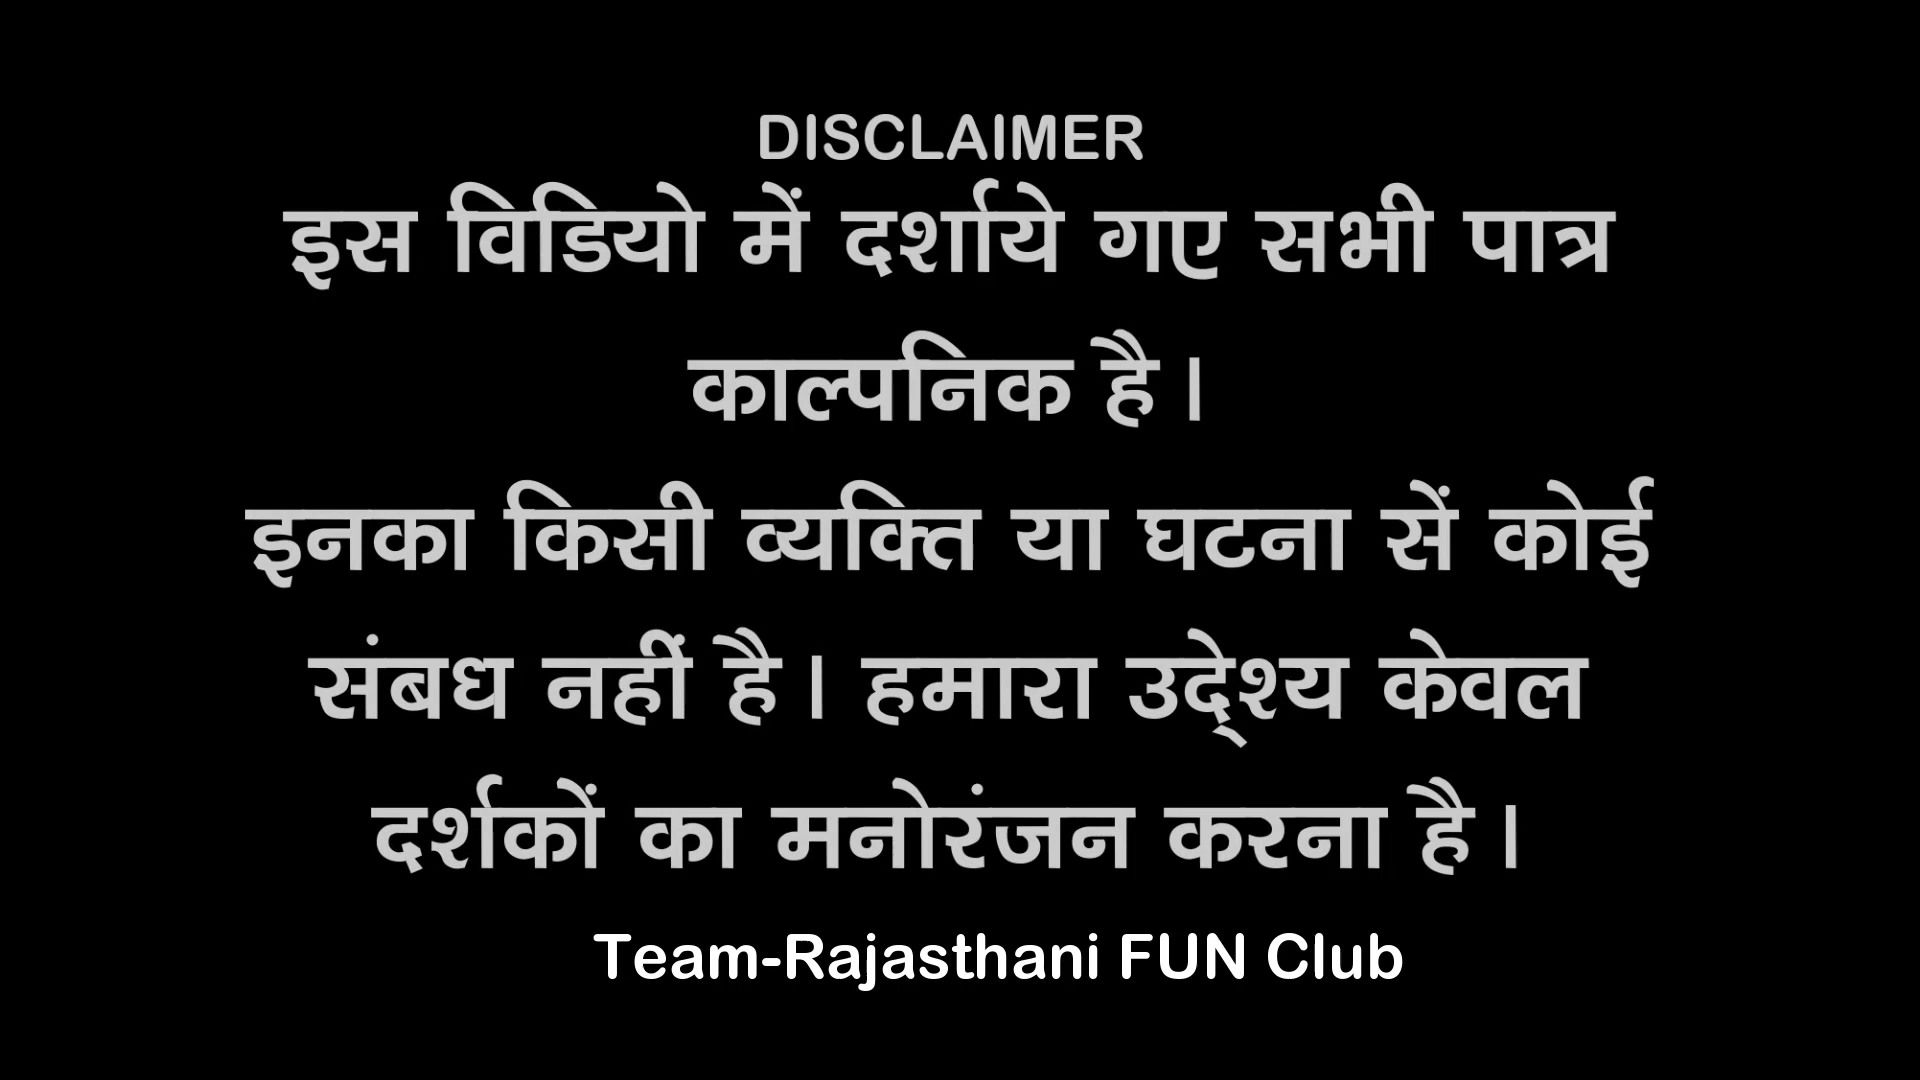 DISCLAIMER
इस विडियो में दर्शाये गए सभी पात्र
काल्पनिक है।
इनका किसी व्यक्ति या घटना सें कोई
संबध नहीं है। हमारा उदे्श्य केवल
दर्शकों का मनोरंजन करना है।
Team-Rajasthani FUN Club